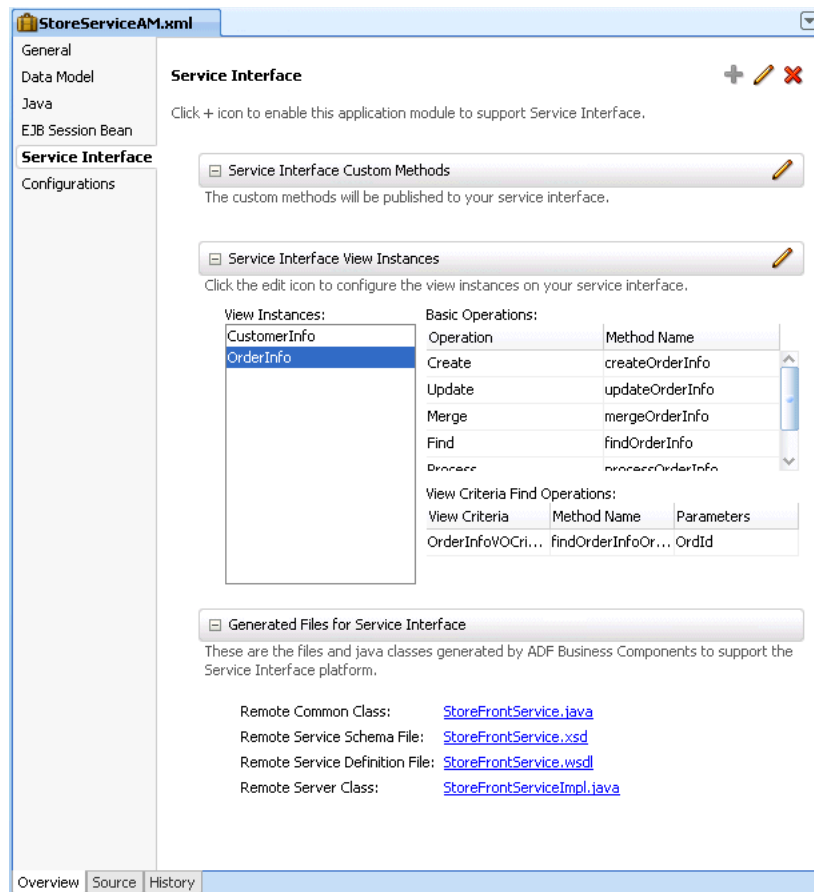 StoreServiceAM.xml
General
Data Model
Java
EJB Session Bean
Service Interface
Configurations
Service Interface
Click + icon to enable this application module to support Service Interface.
Service Interface Custom Methods
The custom methods will be published to your service interface.
Service Interface View Instances
Click the edit icon to configure the view instances on your service interface.
View Instances:
CustomerInfo
OrderInfo
Basic Operations:
Operation Method Name
Create createOrderInfo
Update updateOrderInfo
Merge mergeOrderInfo
Find findOrderInfo
Process processOrderInfo
View Criteria Find Operations:
View Criteria Method Name Parameters
OrderInfoVOCri... findOrderInfoOr... OrdId
Generated Files for Service Interface
These are the files and java classes generated by ADF Business Components to support the
Service Interface platform.
Remote Common Class: StoreFrontService.java
Remote Service Schema File: StoreFrontService.xsd
Remote Service Definition File: StoreFrontService.wsdl
Remote Server Class: StoreFrontServiceImpl.java
Overview Source History